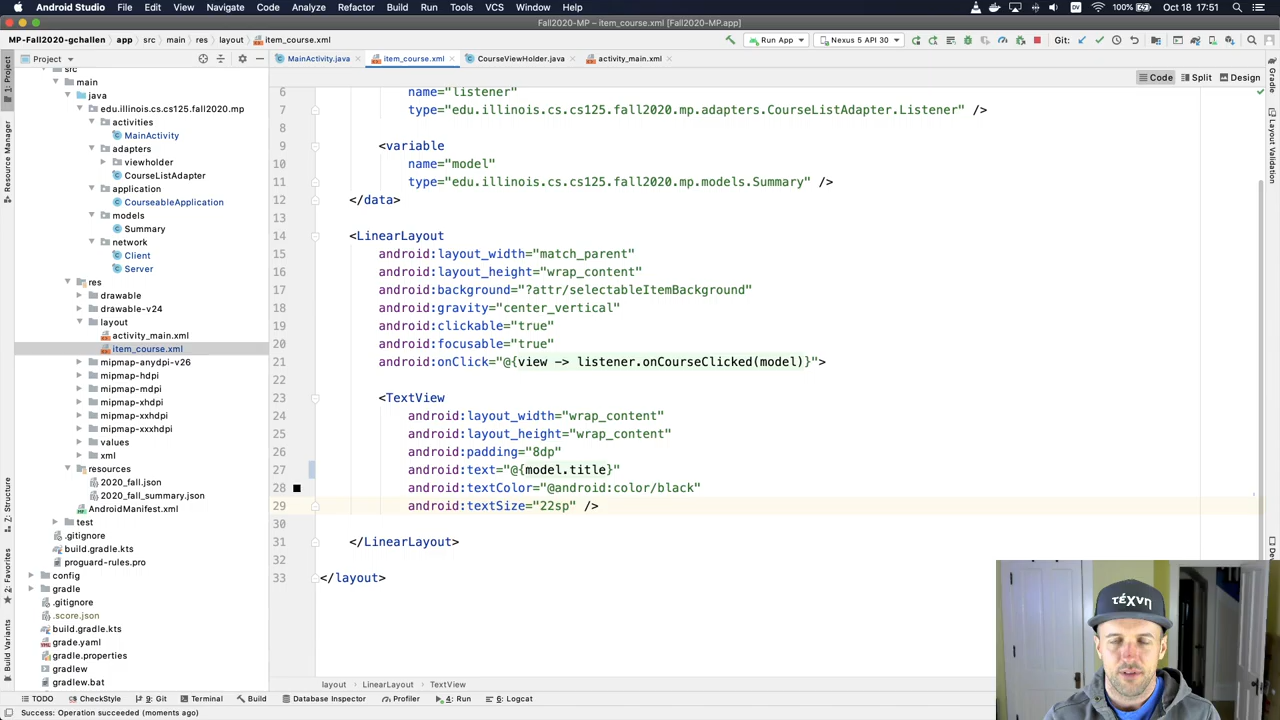 Android Studio File Edit View Navigate Code Analyze Refactor Build Run Tools VCS Window Help 100% Oct 18 17:51
Fall2020-MP – item_course.xml [Fall2020-MP.app]
MP-Fall2020-gchallen app src main res layout item_course.xml Run App Nexus 5 API 30 Git:
Project MainActivity.java item_course.xml CourseViewHolder.java activity_main.xml
Code Split Design
1: Project
Resource Manager
Z: Structure
Favorites
Build Variants
Gradle
Layout Validation
src
main
java
edu.illinois.cs.cs125.fall2020.mp
activities
MainActivity
adapters
viewholder
CourseListAdapter
application
CourseableApplication
models
Summary
network
Client
Server
res
drawable
drawable-v24
layout
activity_main.xml
item_course.xml
mipmap-anydpi-v26
mipmap-hdpi
mipmap-mdpi
mipmap-xhdpi
mipmap-xxhdpi
mipmap-xxxhdpi
values
xml
resources
2020_fall.json
2020_fall_summary.json
AndroidManifest.xml
test
.gitignore
build.gradle.kts
proguard-rules.pro
config
gradle
.gitignore
.score.json
build.gradle.kts
grade.yaml
grade.properties
gradlew
gradlew.bat
6 name="listener"
7 type="edu.illinois.cs.cs125.fall2020.mp.adapters.CourseListAdapter.Listener" />
8
9 <variable
10 name="model"
11 type="edu.illinois.cs.cs125.fall2020.mp.models.Summary" />
12 </data>
13
14 <LinearLayout
15 android:layout_width="match_parent"
16 android:layout_height="wrap_content"
17 android:background="?attr/selectableItemBackground"
18 android:gravity="center_vertical"
19 android:clickable="true"
20 android:focusable="true"
21 android:onClick="@{view -> listener.onCourseClicked(model)}">
22
23 <TextView
24 android:layout_width="wrap_content"
25 android:layout_height="wrap_content"
26 android:padding="8dp"
27 android:text="@{model.title}"
28 android:textColor="@android:color/black"
29 android:textSize="22sp" />
30
31 </LinearLayout>
32
33 </layout>
τέχνη
layout LinearLayout TextView
TODO CheckStyle 9: Git Terminal Build Database Inspector Profiler 4: Run 6: Logcat
Success: Operation succeeded (moments ago)